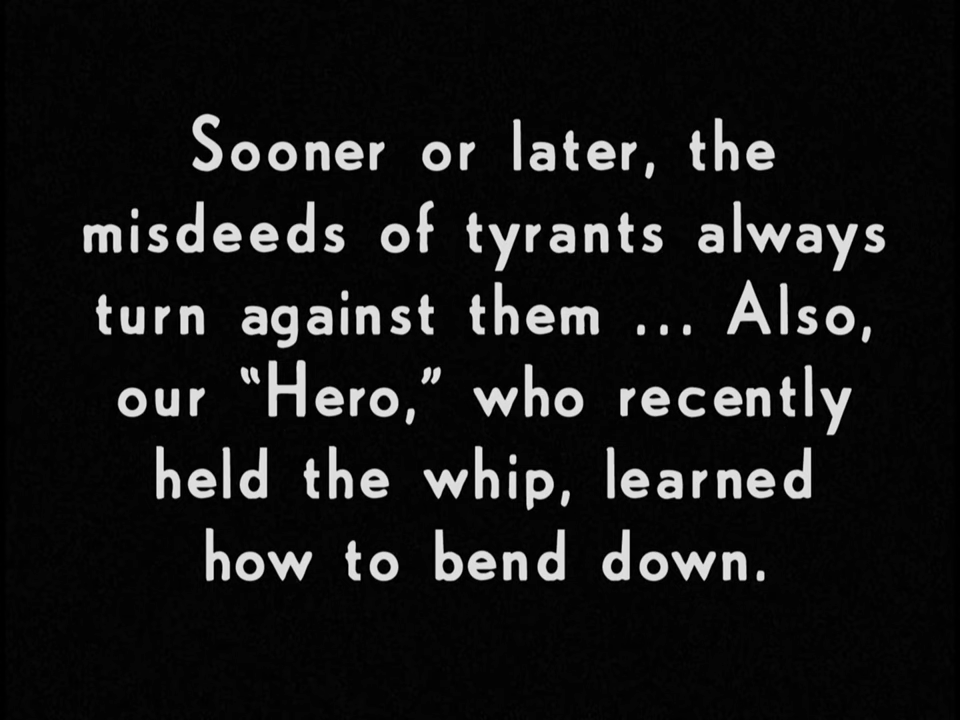 Sooner or later, the
misdeeds of tyrants always
turn against them ... Also,
our "Hero," who recently
held the whip, learned
how to bend down.